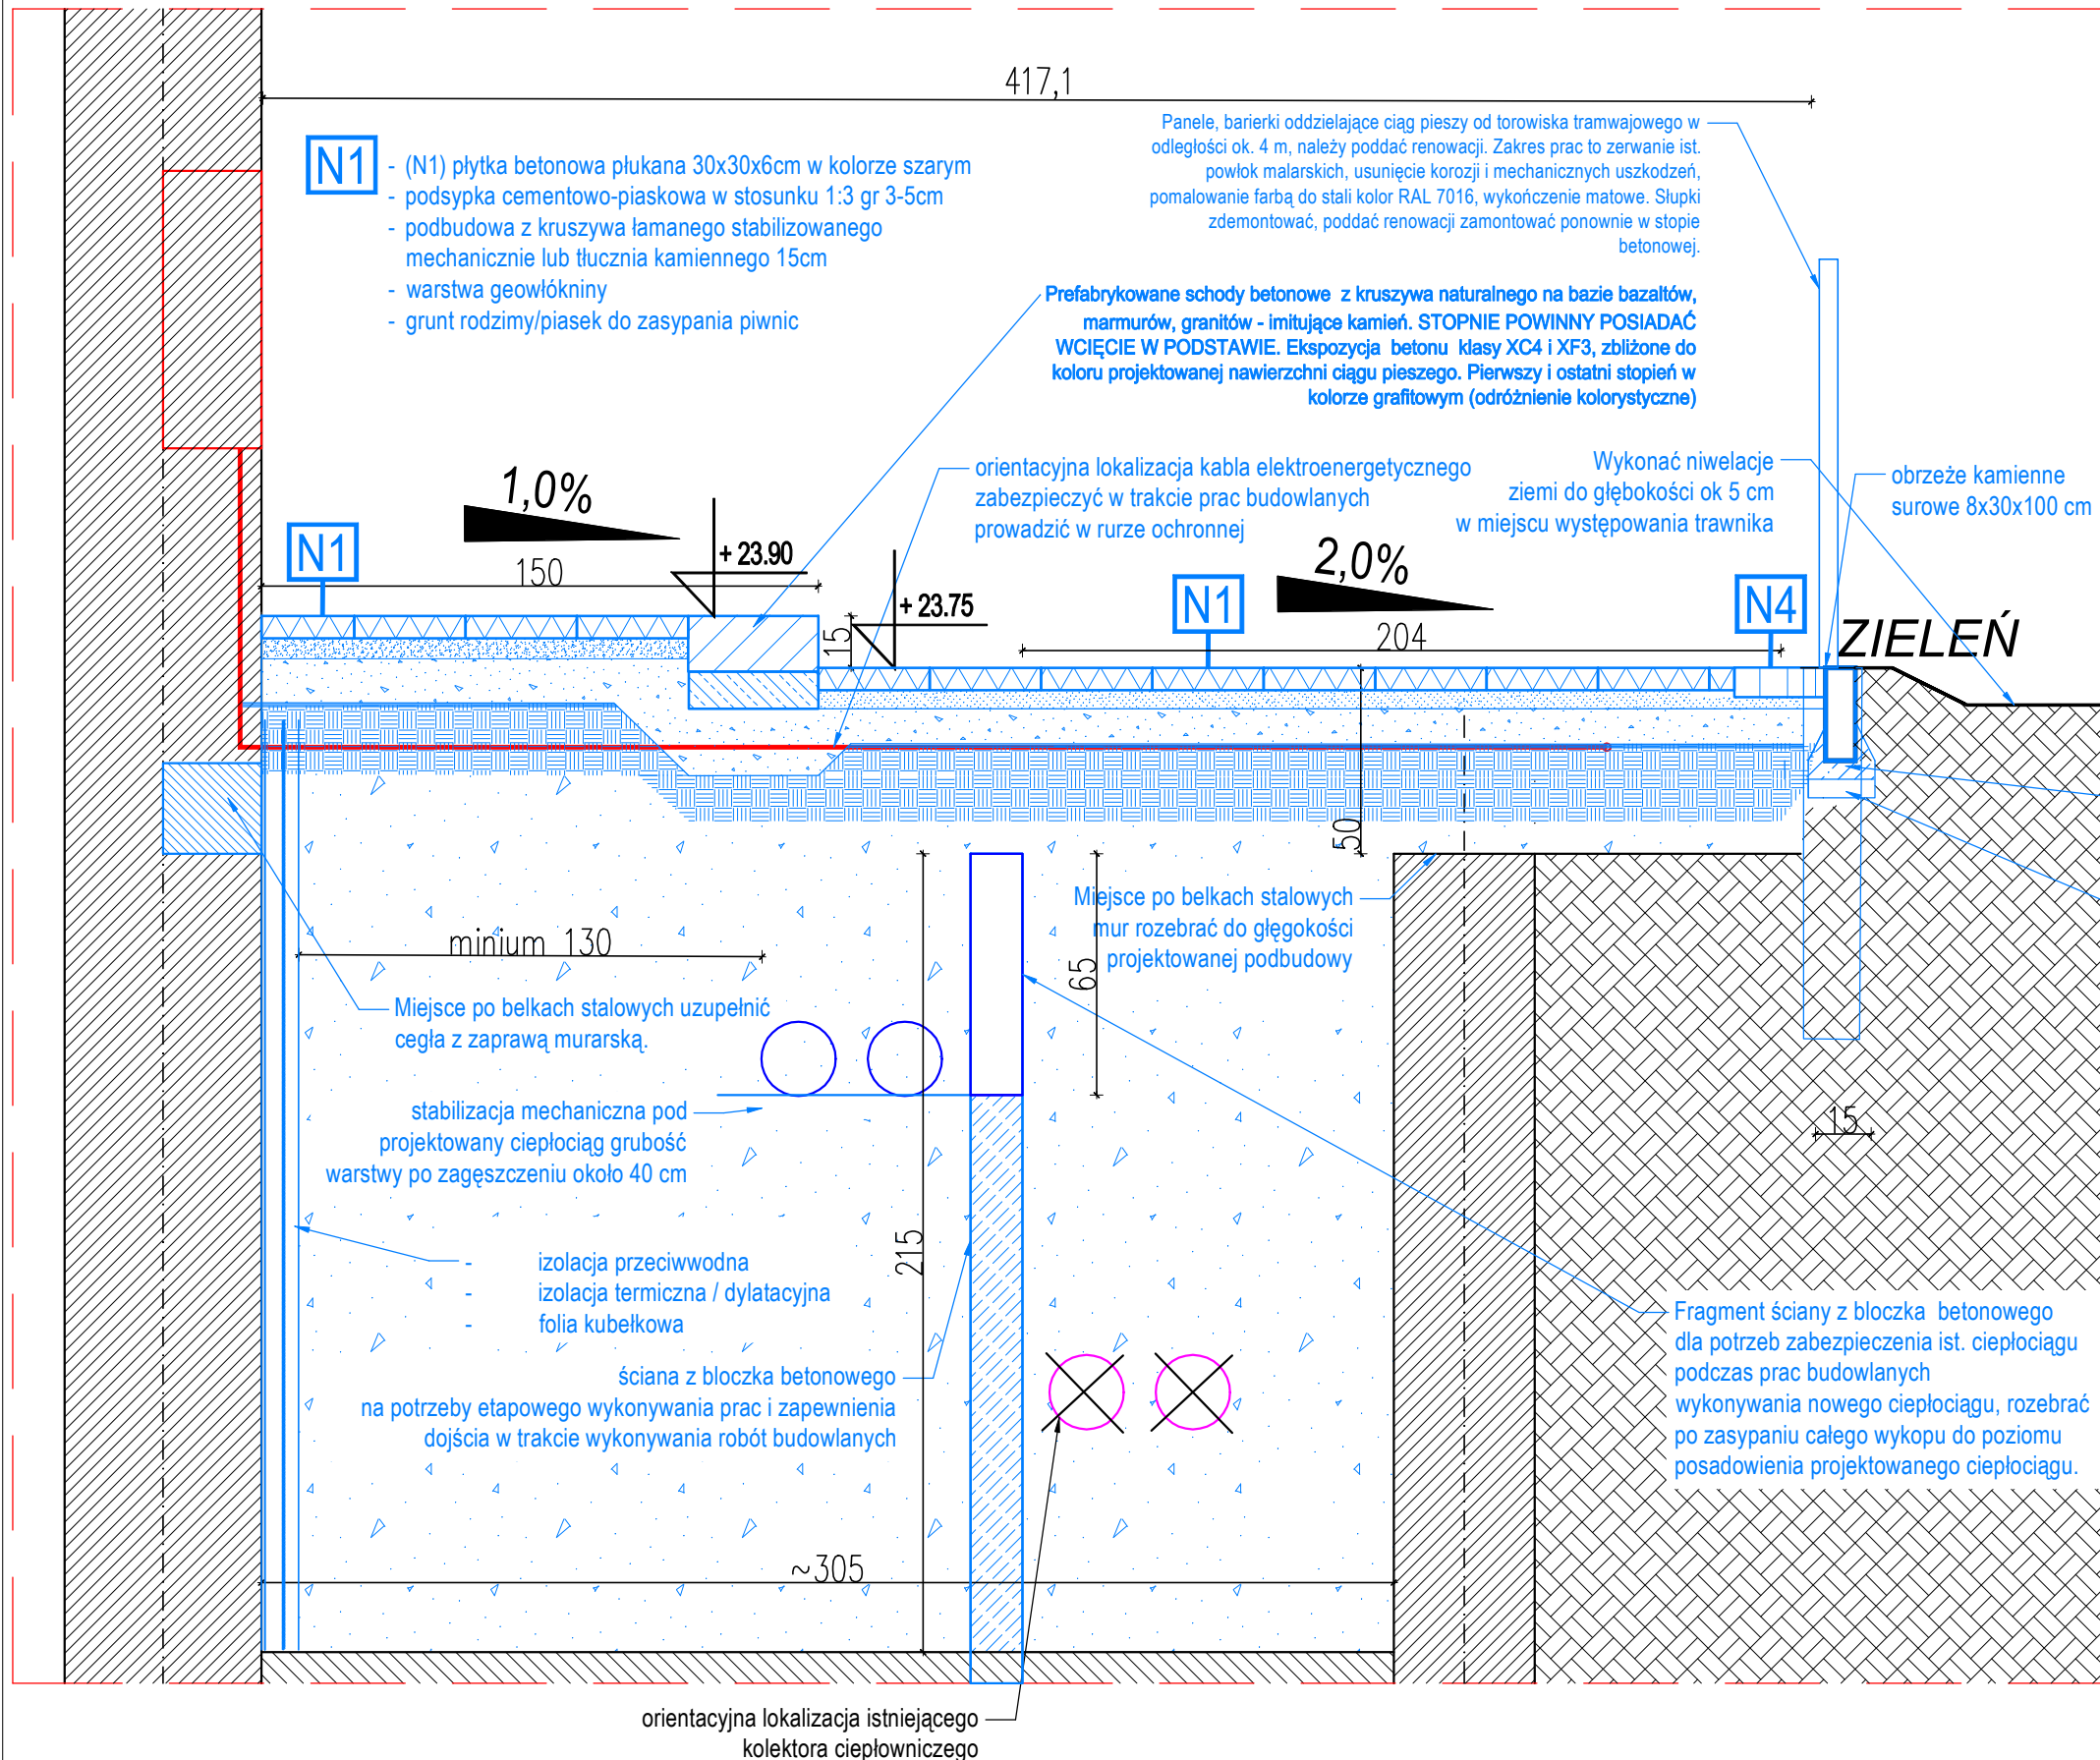 417,1
N1
- (N1) płytka betonowa płukana 30x30x6cm w kolorze szarym
- podsypka cementowo-piaskowa w stosunku 1:3 gr 3-5cm
- podbudowa z kruszywa łamanego stabilizowanego
mechanicznie lub tłucznia kamiennego 15cm
- warstwa geowłókniny
- grunt rodzimy/piasek do zasypania piwnic
Panele, barierki oddzielające ciąg pieszy od torowiska tramwajowego w
odległości ok. 4 m, należy poddać renowacji. Zakres prac to zerwanie ist.
powłok malarskich, usunięcie korozji i mechanicznych uszkodzeń,
pomalowanie farbą do stali kolor RAL 7016, wykończenie matowe. Słupki
zdemontować, poddać renowacji zamontować ponownie w stopie
betonowej.
Prefabrykowane schody betonowe z kruszywa naturalnego na bazie bazaltów,
marmurów, granitów - imitujące kamień. STOPNIE POWINNY POSIADAĆ
WCIĘCIE W PODSTAWIE. Ekspozycja betonu klasy XC4 i XF3, zbliżone do
koloru projektowanej nawierzchni ciągu pieszego. Pierwszy i ostatni stopień w
kolorze grafitowym (odróżnienie kolorystyczne)
orientacyjna lokalizacja kabla elektroenergetycznego
zabezpieczyć w trakcie prac budowlanych
prowadzić w rurze ochronnej
Wykonać niwelacje
ziemi do głębokości ok 5 cm
w miejscu występowania trawnika
obrzeże kamienne
surowe 8x30x100 cm
1,0%
N1
150
+ 23.90
+ 23.75
15
N1
2,0%
204
N4
ZIELEŃ
50
Miejsce po belkach stalowych
mur rozebrać do głęgokości
projektowanej podbudowy
minium 130
65
Miejsce po belkach stalowych uzupełnić
cegła z zaprawą murarską.
stabilizacja mechaniczna pod
projektowany ciepłociąg grubość
warstwy po zagęszczeniu około 40 cm
15
215
- izolacja przeciwwodna
- izolacja termiczna / dylatacyjna
- folia kubełkowa
ściana z bloczka betonowego
na potrzeby etapowego wykonywania prac i zapewnienia
dojścia w trakcie wykonywania robót budowlanych
Fragment ściany z bloczka betonowego
dla potrzeb zabezpieczenia ist. ciepłociągu
podczas prac budowlanych
wykonywania nowego ciepłociągu, rozebrać
po zasypaniu całego wykopu do poziomu
posadowienia projektowanego ciepłociągu.
~305
orientacyjna lokalizacja istniejącego
kolektora ciepłowniczego